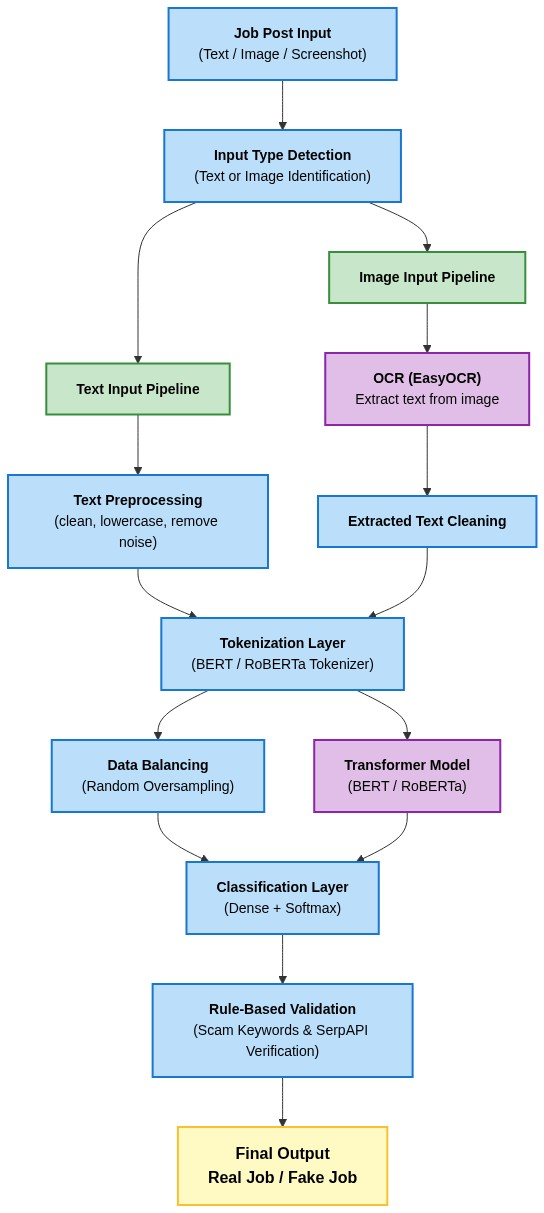 Job Post Input
(Text / Image / Screenshot)
Input Type Detection
(Text or Image Identification)
Image Input Pipeline
Text Input Pipeline
OCR (EasyOCR)
Extract text from image
Text Preprocessing
(clean, lowercase, remove
noise)
Extracted Text Cleaning
Tokenization Layer
(BERT / RoBERTa Tokenizer)
Data Balancing
(Random Oversampling)
Transformer Model
(BERT / RoBERTa)
Classification Layer
(Dense + Softmax)
Rule-Based Validation
(Scam Keywords & SerpAPI
Verification)
Final Output
Real Job / Fake Job